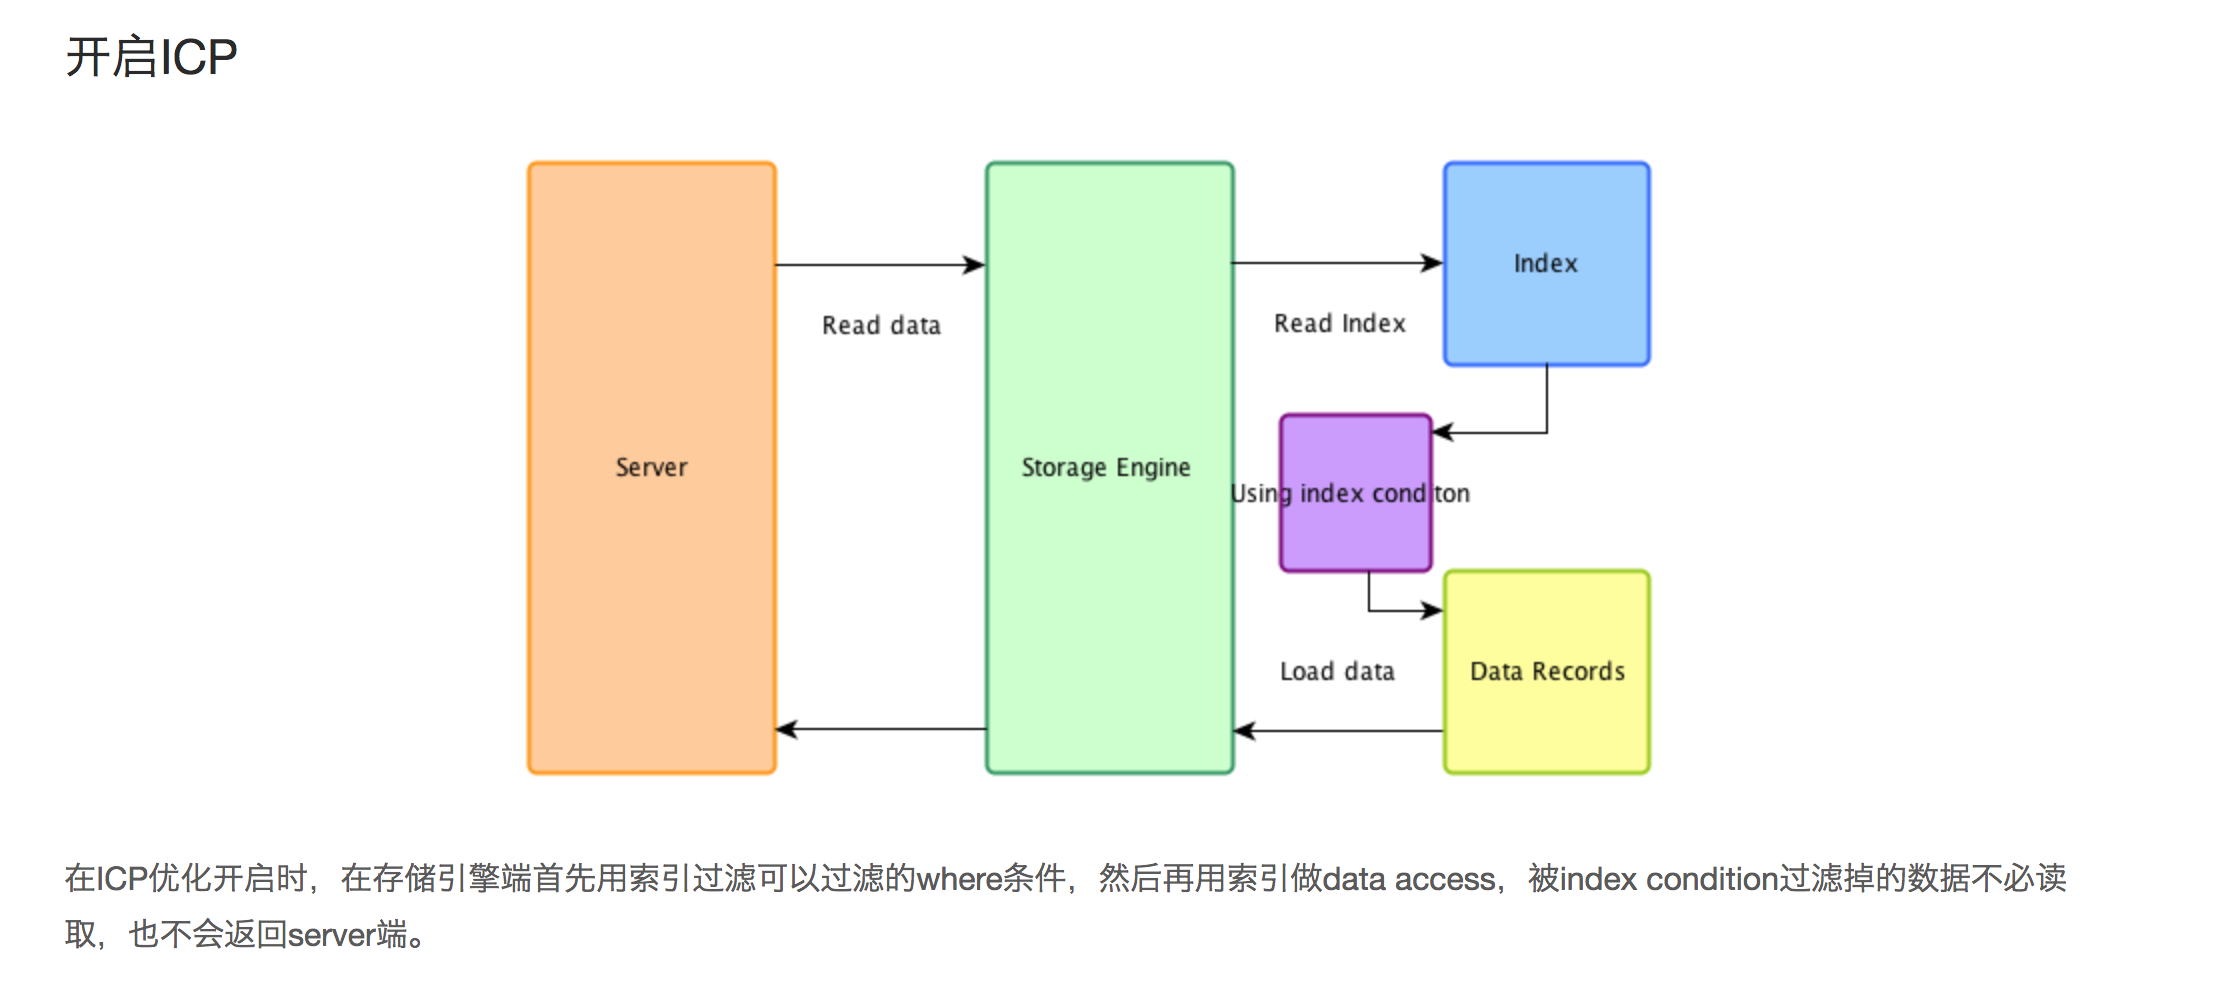 开启ICP
Read data
Read Index
Index
Server
Storage Engine
Using index conditon
Load data
Data Records
在ICP优化开启时，在存储引擎端首先用索引过滤可以过滤的where条件，然后再用索引做data access，被index condition过滤掉的数据不必读
取，也不会返回server端。